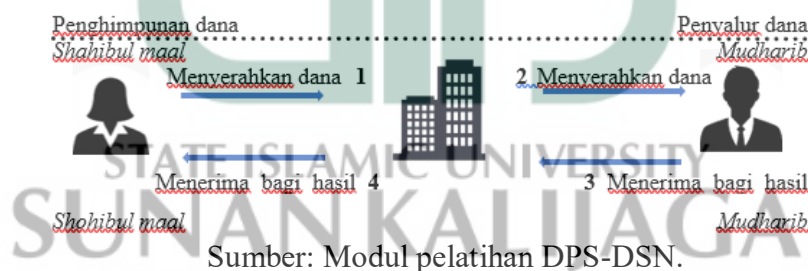 Penghimpunan dana Penyalur dana
Shahibul maal Mudharib
Menyerahkan dana 1 2 Menyerahkan dana
STATE ISLAMIC UNIVERSITY
Menerima bagi hasil 4 3 Menerima bagi hasil
SUNAN KALIJAGA
Shohibul maal Mudharib
Sumber: Modul pelatihan DPS-DSN.